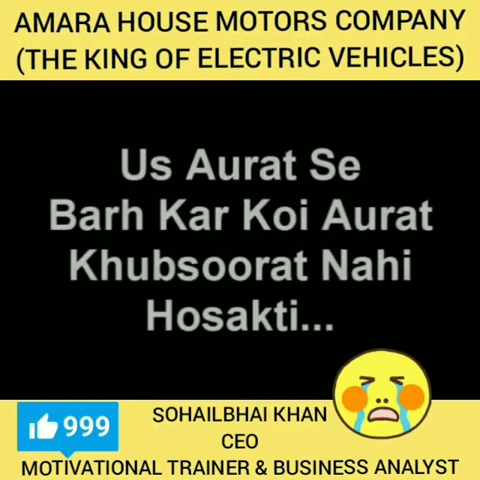 AMARA HOUSE MOTORS COMPANY
(THE KING OF ELECTRIC VEHICLES)
Us Aurat Se
Barh Kar Koi Aurat
Khubsoorat Nahi
Hosakti...
999
SOHAILBHAI KHAN
CEO
MOTIVATIONAL TRAINER & BUSINESS ANALYST